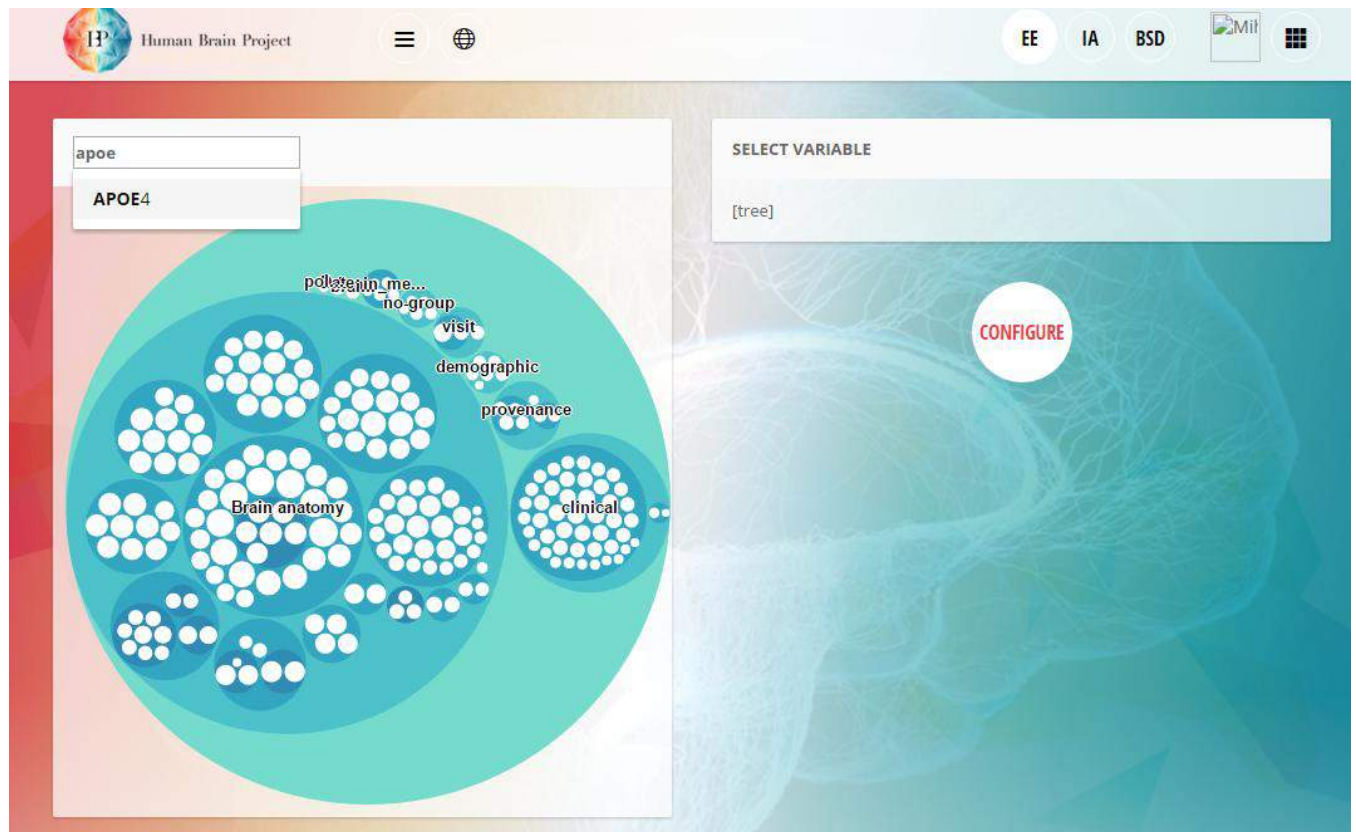 HP Human Brain Project
EE IA BSD
apoe
APOE4
SELECT VARIABLE
[tree]
no-group
visit
demographic
provenance
Brain anatomy
clinical
CONFIGURE